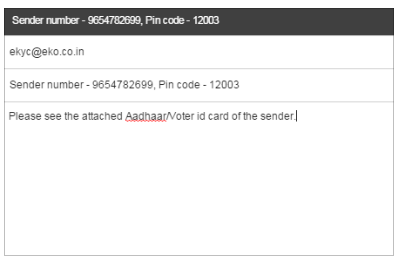 Sender number - 9654782699, Pin code - 12003
ekyc@eko.co.in
Sender number - 9654782699, Pin code - 12003
Please see the attached Aadhaar/Voter id card of the sender.